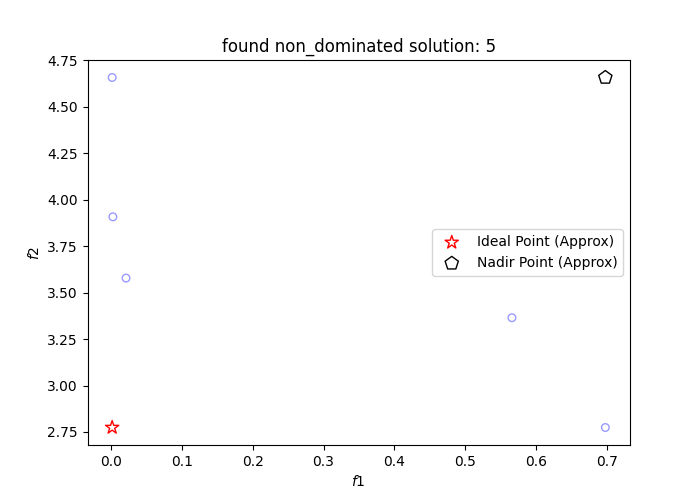 found non_dominated solution: 5
4.75
4.50
4.25
4.00
3.75
3.50
3.25
3.00
2.75
f2
Ideal Point (Approx)
Nadir Point (Approx)
0.0 0.1 0.2 0.3 0.4 0.5 0.6 0.7
f1